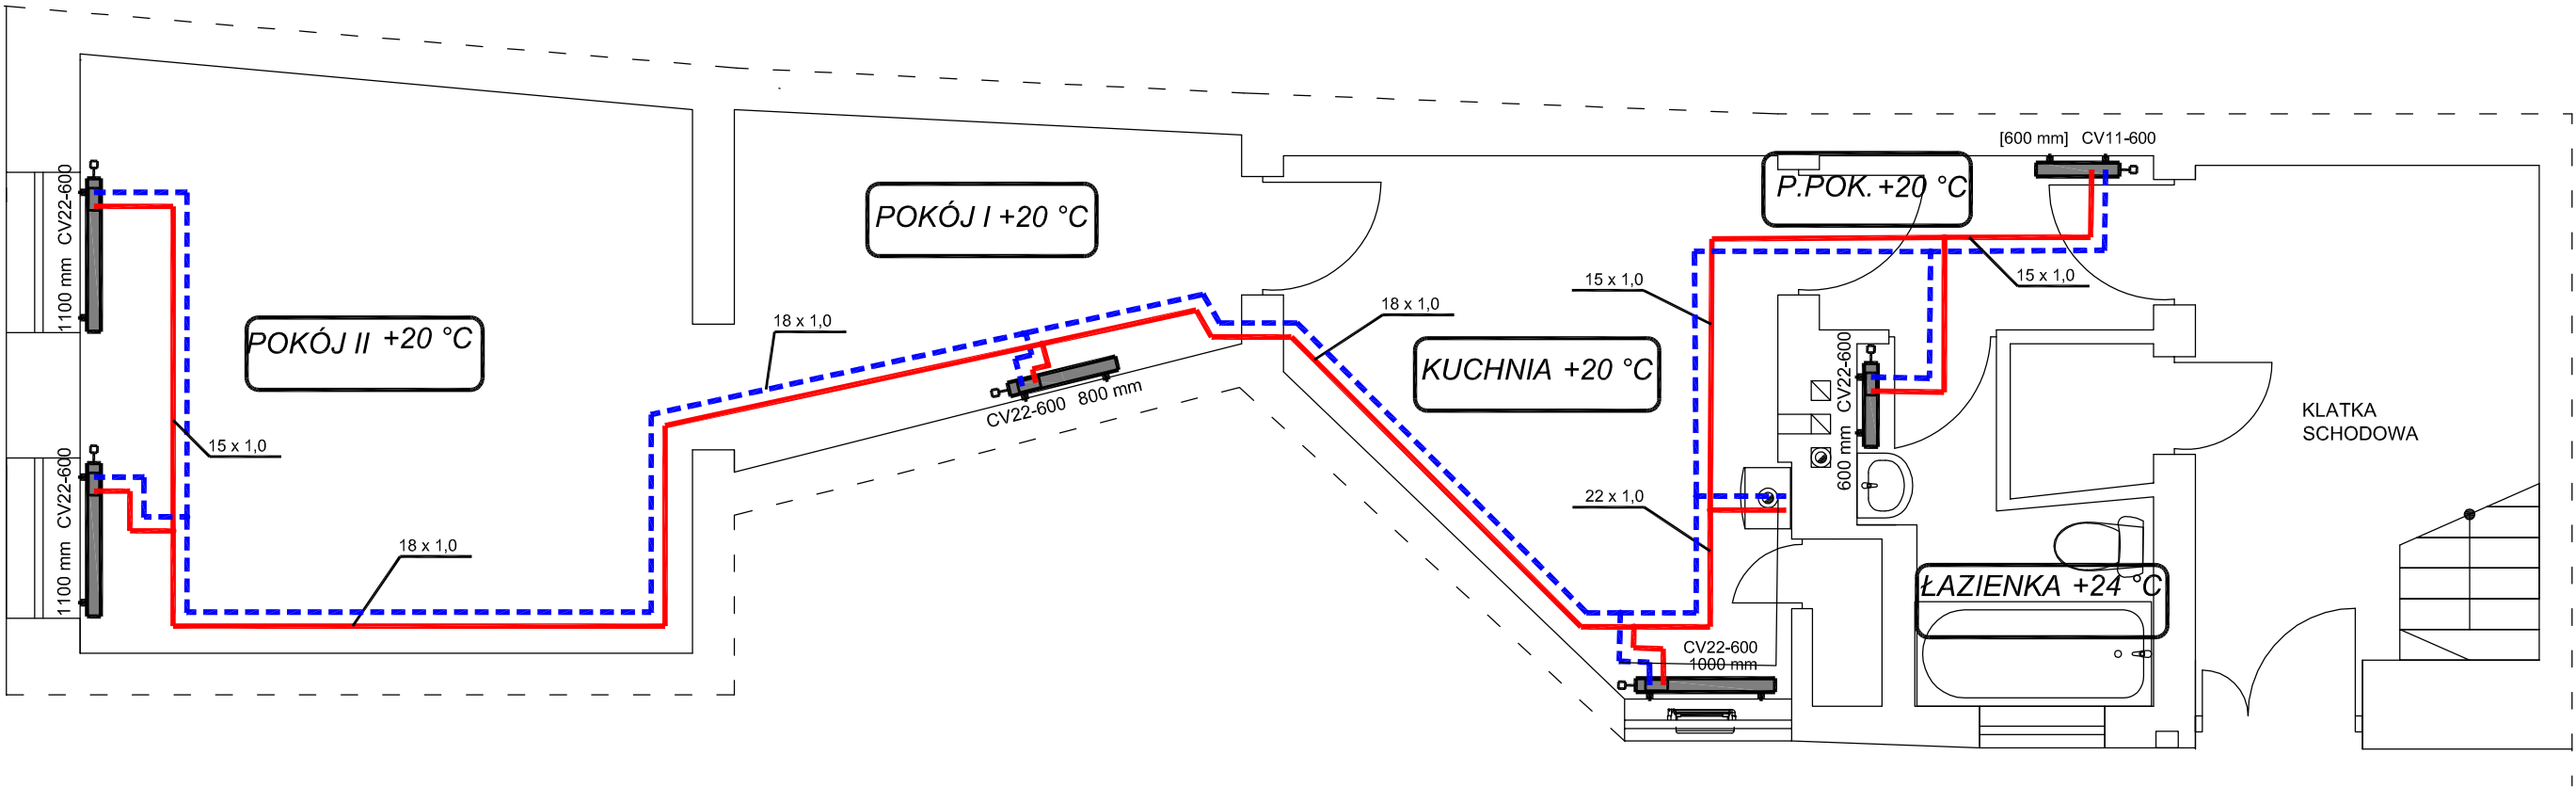 [600 mm] CV11-600
P.POK. +20 °C
POKÓJ I +20 °C
1100 mm CV22-600
15 x 1,0
15 x 1,0
18 x 1,0
18 x 1,0
POKÓJ II +20 °C
KUCHNIA +20 °C
CV22-600 800 mm
600 mm CV22-600
KLATKA
SCHODOWA
15 x 1,0
1100 mm CV22-600
22 x 1,0
18 x 1,0
ŁAZIENKA +24 °C
CV22-600
1000 mm